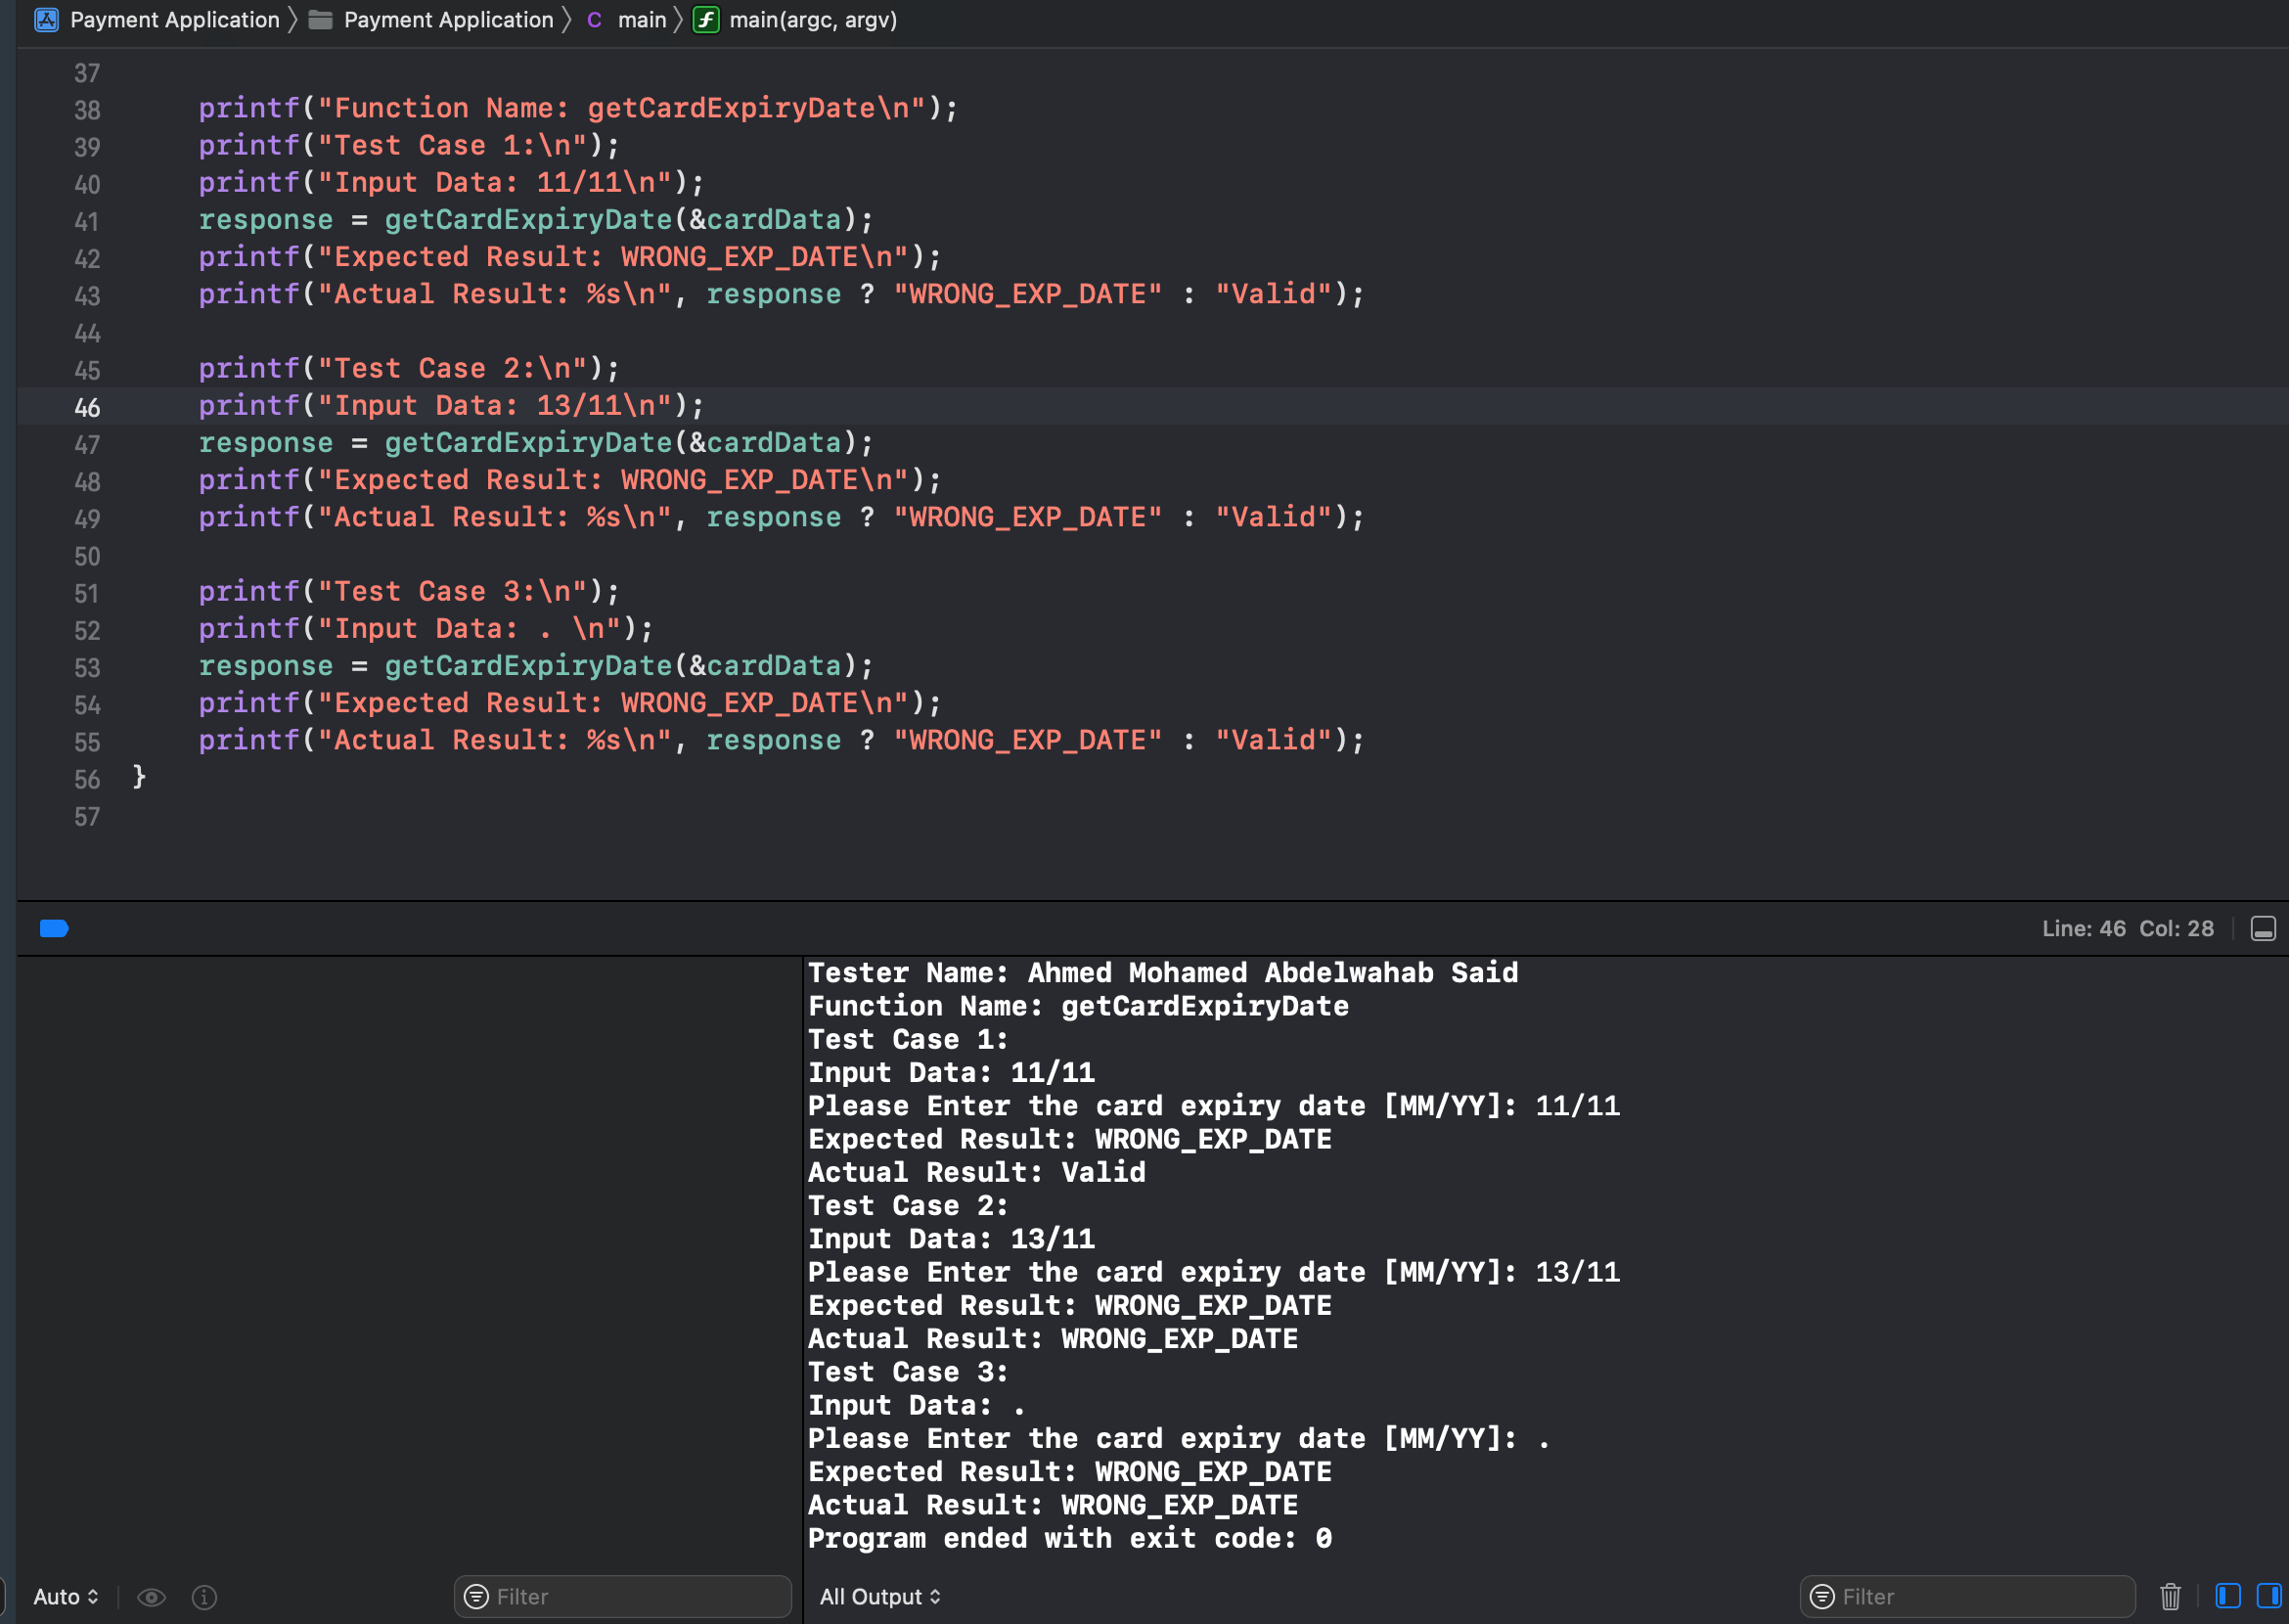 Payment Application 〉 Payment Application 〉 C main 〉 f main(argc, argv)
37
38 printf("Function Name: getCardExpiryDate\n");
39 printf("Test Case 1:\n");
40 printf("Input Data: 11/11\n");
41 response = getCardExpiryDate(&cardData);
42 printf("Expected Result: WRONG_EXP_DATE\n");
43 printf("Actual Result: %s\n", response ? "WRONG_EXP_DATE" : "Valid");
44
45 printf("Test Case 2:\n");
46 printf("Input Data: 13/11\n");
47 response = getCardExpiryDate(&cardData);
48 printf("Expected Result: WRONG_EXP_DATE\n");
49 printf("Actual Result: %s\n", response ? "WRONG_EXP_DATE" : "Valid");
50
51 printf("Test Case 3:\n");
52 printf("Input Data: . \n");
53 response = getCardExpiryDate(&cardData);
54 printf("Expected Result: WRONG_EXP_DATE\n");
55 printf("Actual Result: %s\n", response ? "WRONG_EXP_DATE" : "Valid");
56 }
57
Line: 46 Col: 28
Tester Name: Ahmed Mohamed Abdelwahab Said
Function Name: getCardExpiryDate
Test Case 1:
Input Data: 11/11
Please Enter the card expiry date [MM/YY]: 11/11
Expected Result: WRONG_EXP_DATE
Actual Result: Valid
Test Case 2:
Input Data: 13/11
Please Enter the card expiry date [MM/YY]: 13/11
Expected Result: WRONG_EXP_DATE
Actual Result: WRONG_EXP_DATE
Test Case 3:
Input Data: .
Please Enter the card expiry date [MM/YY]: .
Expected Result: WRONG_EXP_DATE
Actual Result: WRONG_EXP_DATE
Program ended with exit code: 0
Auto Filter All Output Filter